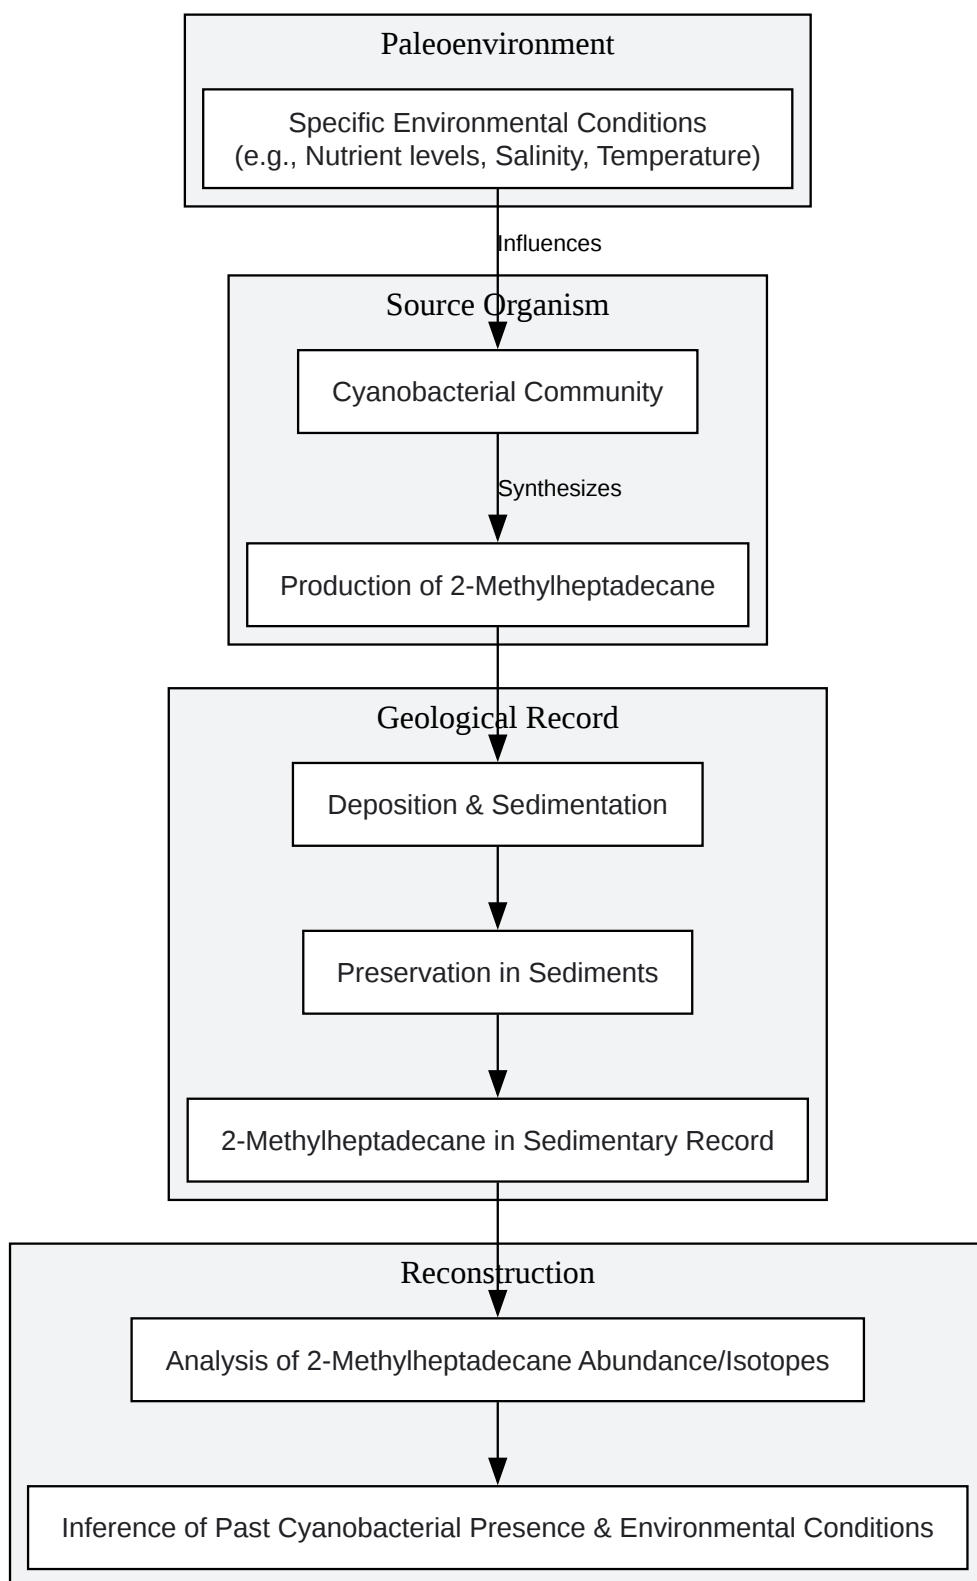 Paleoenvironment
Specific Environmental Conditions
(e.g., Nutrient levels, Salinity, Temperature)
Influences
Source Organism
Cyanobacterial Community
Synthesizes
Production of 2-Methylheptadecane
Geological Record
Deposition & Sedimentation
Preservation in Sediments
2-Methylheptadecane in Sedimentary Record
Reconstruction
Analysis of 2-Methylheptadecane Abundance/Isotopes
Inference of Past Cyanobacterial Presence & Environmental Conditions